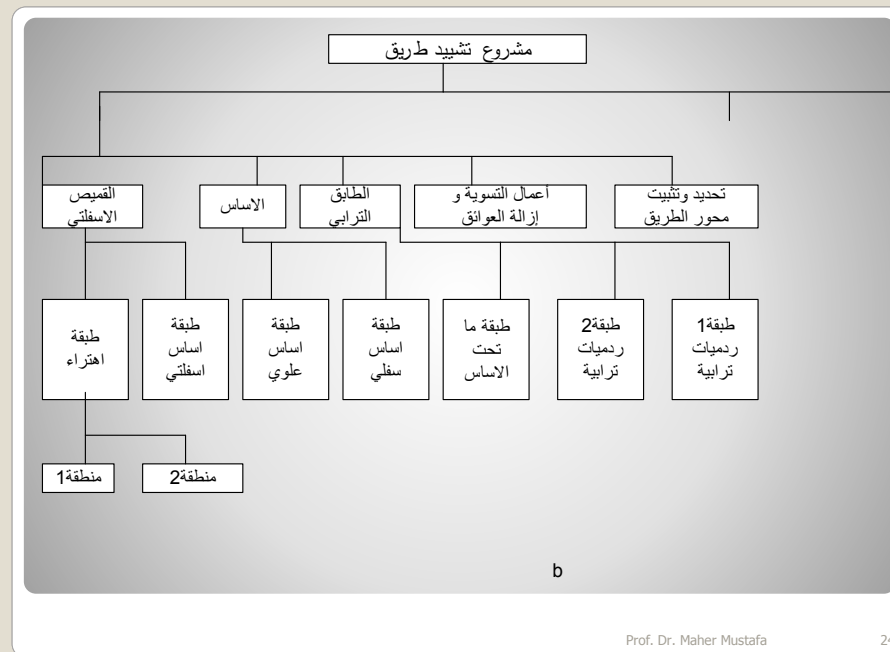 مشروع تشييد طريق
تحديد وتثبيت
محور الطريق
أعمال التسوية و
إزالة العوائق
الطابق
الترابي
الاساس
القميص
الاسفلتي
طبقة1
ردميات
ترابية
طبقة2
ردميات
ترابية
طبقة ما
تحت
الاساس
طبقة
اساس
سفلي
طبقة
اساس
علوي
طبقة
اساس
اسفلتي
طبقة
اهتراء
منطقة2
منطقة1
b
Prof. Dr. Maher Mustafa
24